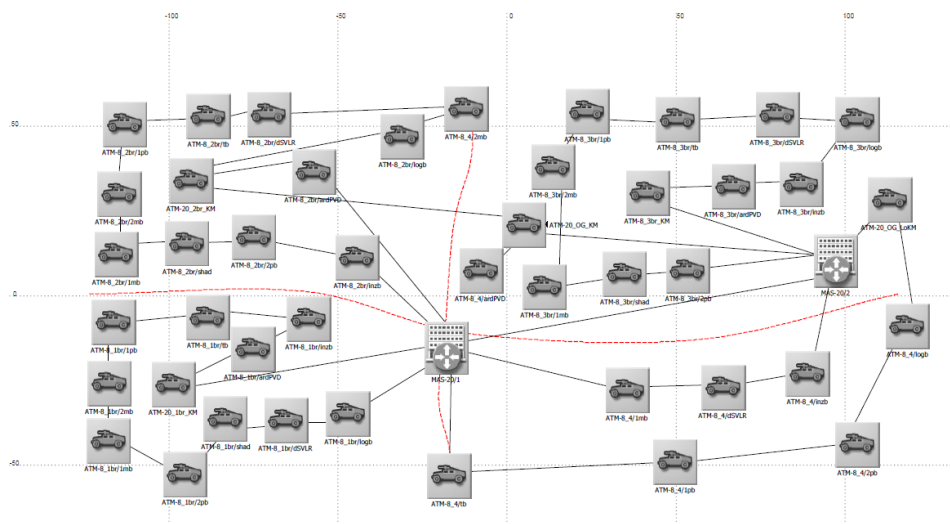 -100
-50
0
50
100
50
ATM-8_2br/1pb
ATM-8_2br/tb
ATM-8_2br/dSVLR
ATM-8_4/2mb
ATM-8_3br/1pb
ATM-8_3br/tb
ATM-8_3br/dSVLR
ATM-8_3br/logb
ATM-8_2br/logb
ATM-8_2br/2mb
ATM-20_2br_KM
ATM-8_2br/ardPVD
ATM-8_3br/2mb
ATM-8_3br_KM
ATM-8_3br/ardPVD
ATM-8_3br/inzb
ATM-20_OG_KM
ATM-20_OG_LoKM
ATM-8_2br/1mb
ATM-8_2br/shad
ATM-8_2br/2pb
ATM-8_2br/inzb
ATM-8_4/ardPVD
ATM-8_3br/1mb
ATM-8_3br/shad
ATM-8_3br/2pb
MAS-20/2
0
ATM-8_1br/1pb
ATM-8_1br/tb
ATM-8_1br/inzb
ATM-8_1br/ardPVD
MAS-20/1
ATM-8_4/logb
ATM-8_1br/2mb
ATM-20_1br_KM
ATM-8_4/1mb
ATM-8_4/dSVLR
ATM-8_4/inzb
ATM-8_1br/shad
ATM-8_1br/dSVLR
ATM-8_1br/logb
ATM-8_1br/1mb
-50
ATM-8_1br/2pb
ATM-8_4/tb
ATM-8_4/1pb
ATM-8_4/2pb
-100
-50
0
50
100